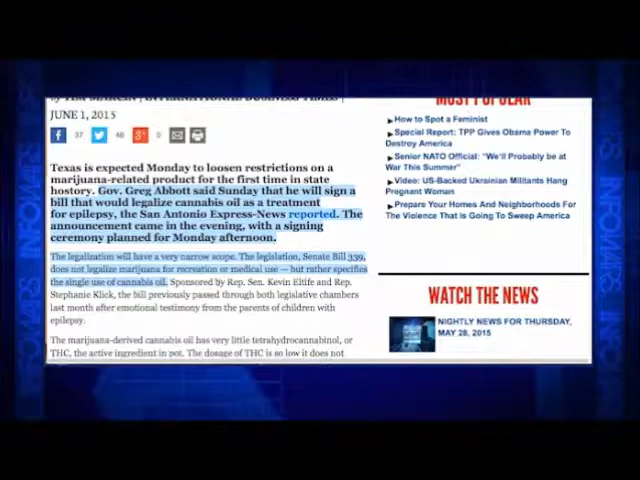 by TIM MARCIN | INTERNATIONAL BUSINESS TIMES |
JUNE 1, 2015
37
46
0
Texas is expected Monday to loosen restrictions on a
marijuana-related product for the first time in state
hostory. Gov. Greg Abbott said Sunday that he will sign a
bill that would legalize cannabis oil as a treatment
for epilepsy, the San Antonio Express-News reported. The
announcement came in the evening, with a signing
ceremony planned for Monday afternoon.
The legalization will have a very narrow scope. The legislation, Senate Bill 339,
does not legalize marijuana for recreation or medical use — but rather specifies
the single use of cannabis oil. Sponsored by Rep. Sen. Kevin Eltife and Rep.
Stephanie Klick, the bill previously passed through both legislative chambers
last month after emotional testimony from the parents of children with
epilepsy.
The marijuana-derived cannabis oil has very little tetrahydrocannabinol, or
THC, the active ingredient in pot. The dosage of THC is so low it does not
MOST POPULAR
How to Spot a Feminist
Special Report: TPP Gives Obama Power To
Destroy America
Senior NATO Official: "We'll Probably be at
War This Summer"
Video: US-Backed Ukrainian Militants Hang
Pregnant Woman
Prepare Your Homes And Neighborhoods For
The Violence That Is Going To Sweep America
WATCH THE NEWS
NIGHTLY NEWS FOR THURSDAY,
MAY 28, 2015